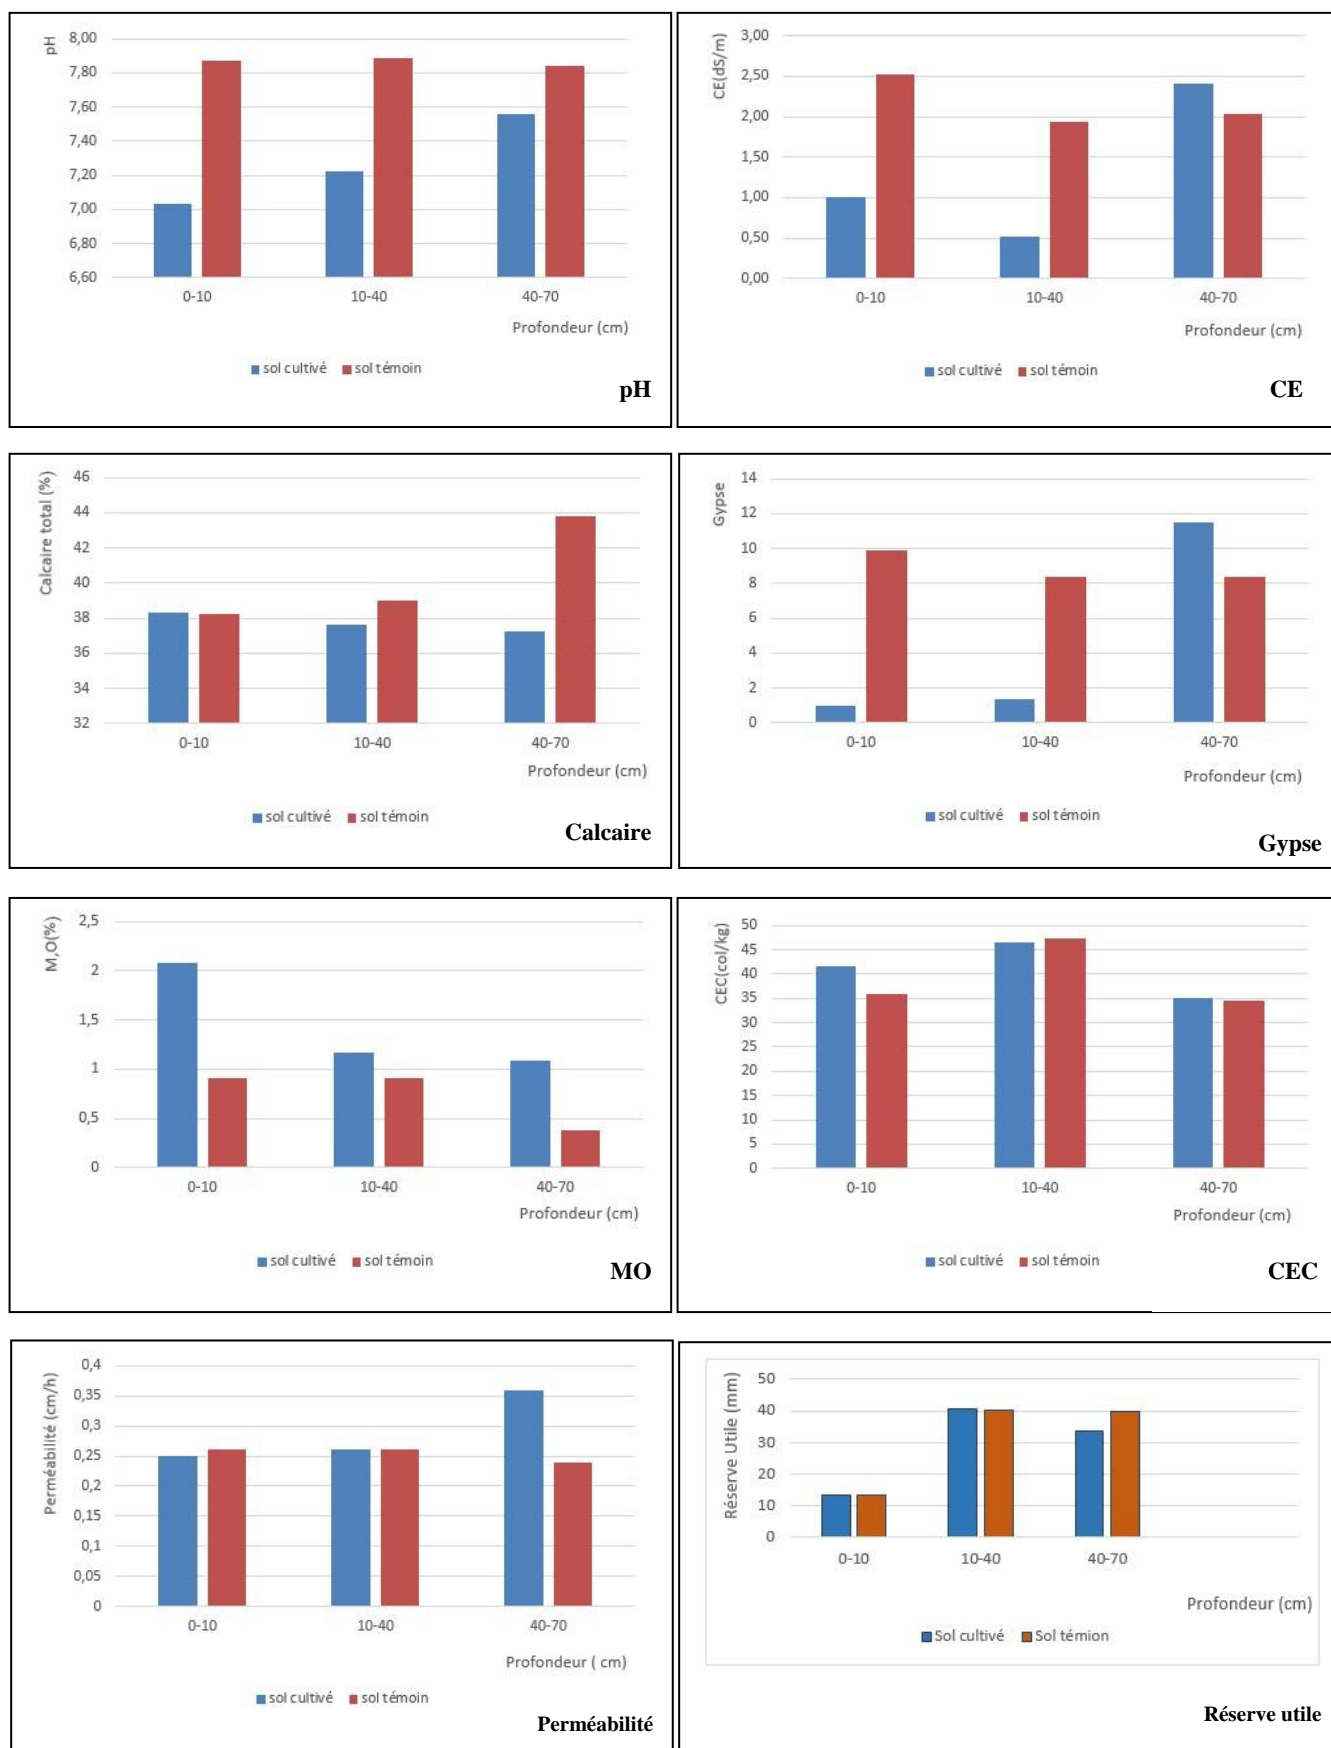 pH
8,00
7,80
7,60
7,40
7,20
7,00
6,80
6,60
0-10 10-40 40-70
Profondeur (cm)
sol cultivé sol témoin
pH
CE(dS/m)
3,00
2,50
2,00
1,50
1,00
0,50
0,00
0-10 10-40 40-70
Profondeur (cm)
sol cultivé sol témoin
CE
Calcaire total (%)
46
44
42
40
38
36
34
32
0-10 10-40 40-70
Profondeur (cm)
sol cultivé sol témoin
Calcaire
Gypse
14
12
10
8
6
4
2
0
0-10 10-40 40-70
Profondeur (cm)
sol cultivé sol témoin
Gypse
M,O(%)
2,5
2
1,5
1
0,5
0
0-10 10-40 40-70
Profondeur (cm)
sol cultivé sol témoin
MO
CEC(col/kg)
50
45
40
35
30
25
20
15
10
5
0
0-10 10-40 40-70
Profondeur (cm)
sol cultivé sol témoin
CEC
Perméabilité (cm/h)
0,4
0,35
0,3
0,25
0,2
0,15
0,1
0,05
0
0-10 10-40 40-70
Profondeur ( cm)
sol cultivé sol témoin
Perméabilité
Réserve Utile (mm)
50
40
30
20
10
0
0-10 10-40 40-70
Profondeur (cm)
Sol cultivé Sol témion
Réserve utile